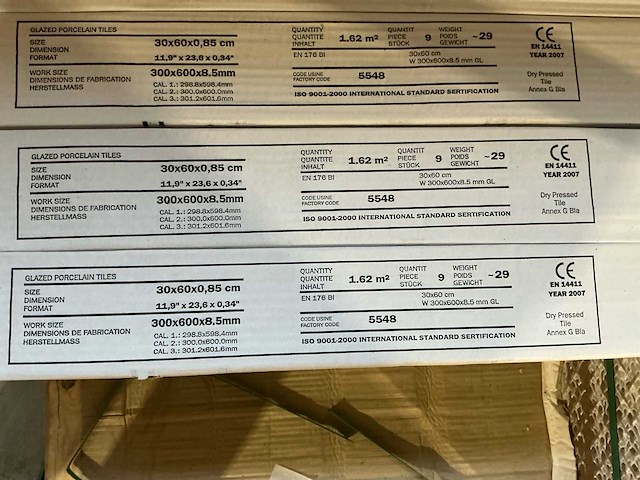 GLAZED PORCELAIN TILES
SIZE
DIMENSION
FORMAT
30x60x0,85 cm
11,9" x 23,6 x 0,34"
WORK SIZE
DIMENSIONS DE FABRICATION
HERSTELLMASS
300x600x8.5mm
CAL. 1.: 298.8x598.4mm
CAL. 2.: 300.0x600.0mm
CAL. 3.: 301.2x601.6mm
QUANTITY
QUANTITE
INHALT
1.62 m²
QUANTIT
PIECE
STÜCK
9
WEIGHT
POIDS
GEWICHT
~29
EN 176 BI
30x60 cm
W 300x600x8.5 mm GL
CODE USINE
FACTORY CODE
5548
ISO 9001-2000 INTERNATIONAL STANDARD SERTIFICATION
CE
EN 14411
YEAR 2007
Dry Pressed
Tile
Annex G Bla
GLAZED PORCELAIN TILES
SIZE
DIMENSION
FORMAT
30x60x0,85 cm
11,9" x 23,6 x 0,34"
WORK SIZE
DIMENSIONS DE FABRICATION
HERSTELLMASS
300x600x8.5mm
CAL. 1.: 298.8x598.4mm
CAL. 2.: 300.0x600.0mm
CAL. 3.: 301.2x601.6mm
QUANTITY
QUANTITE
INHALT
1.62 m²
QUANTIT
PIECE
STÜCK
9
WEIGHT
POIDS
GEWICHT
~29
EN 176 BI
30x60 cm
W 300x600x8.5 mm GL
CODE USINE
FACTORY CODE
5548
ISO 9001-2000 INTERNATIONAL STANDARD SERTIFICATION
CE
EN 14411
YEAR 2007
Dry Pressed
Tile
Annex G Bla
GLAZED PORCELAIN TILES
SIZE
DIMENSION
FORMAT
30x60x0,85 cm
11,9" x 23,6 x 0,34"
WORK SIZE
DIMENSIONS DE FABRICATION
HERSTELLMASS
300x600x8.5mm
CAL. 1.: 298.8x598.4mm
CAL. 2.: 300.0x600.0mm
CAL. 3.: 301.2x601.6mm
QUANTITY
QUANTITE
INHALT
1.62 m²
QUANTIT
PIECE
STÜCK
9
WEIGHT
POIDS
GEWICHT
~29
EN 176 BI
30x60 cm
W 300x600x8.5 mm GL
CODE USINE
FACTORY CODE
5548
ISO 9001-2000 INTERNATIONAL STANDARD SERTIFICATION
CE
EN 14411
YEAR 2007
Dry Pressed
Tile
Annex G Bla